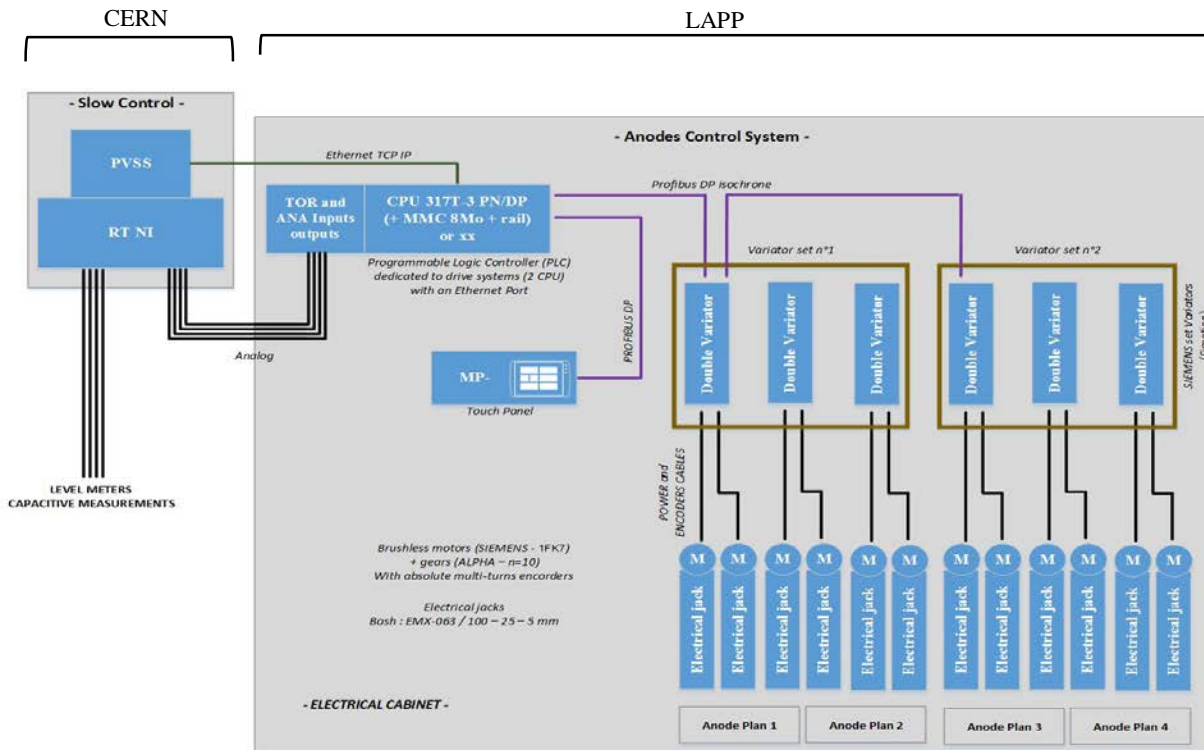 CERN
LAPP
- Slow Control -
PVSS
RT NI
- Anodes Control System -
Ethernet TCP IP
Profibus DP Isochrone
TOR and
ANA Inputs
outputs
CPU 317T-3 PN/DP
(+ MMC 8Mo + rail)
or xx
Programmable Logic Controller (PLC)
dedicated to drive systems (2 CPU)
with an Ethernet Port
Analog
PROFIBUS DP
MP-
Touch Panel
Variator set n°1
Variator set n°2
Double Variator
Double Variator
Double Variator
Double Variator
Double Variator
Double Variator
SIEMENS set Variators
LEVEL METERS
CAPACITIVE MEASUREMENTS
POWER and
ENCODERS CABLES
Brushless motors (SIEMENS - 1FK7)
+ gears (ALPHA – n=10)
With absolute multi-turns encorders
Electrical jacks
Bosh : EMX-063 / 100 – 25 – 5 mm
M
M
M
M
M
M
M
M
M
M
M
M
Electrical jack
Electrical jack
Electrical jack
Electrical jack
Electrical jack
Electrical jack
Electrical jack
Electrical jack
Electrical jack
Electrical jack
Electrical jack
Electrical jack
- ELECTRICAL CABINET -
Anode Plan 1
Anode Plan 2
Anode Plan 3
Anode Plan 4